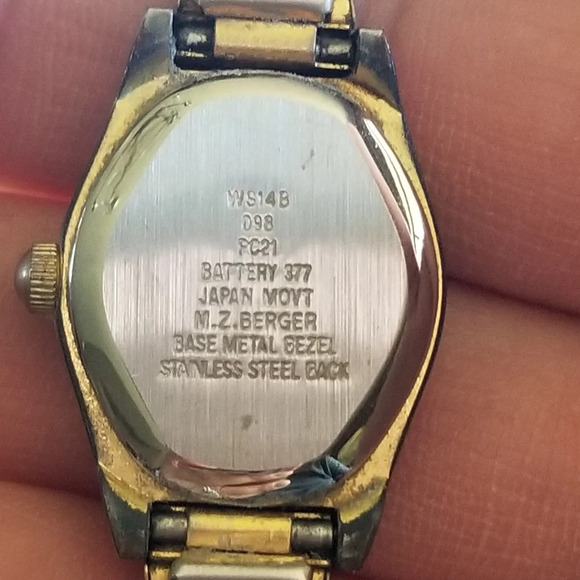 WS14B
098
PC21
BATTERY 377
JAPAN MOVT
M.Z.BERGER
BASE METAL BEZEL
STAINLESS STEEL BACK